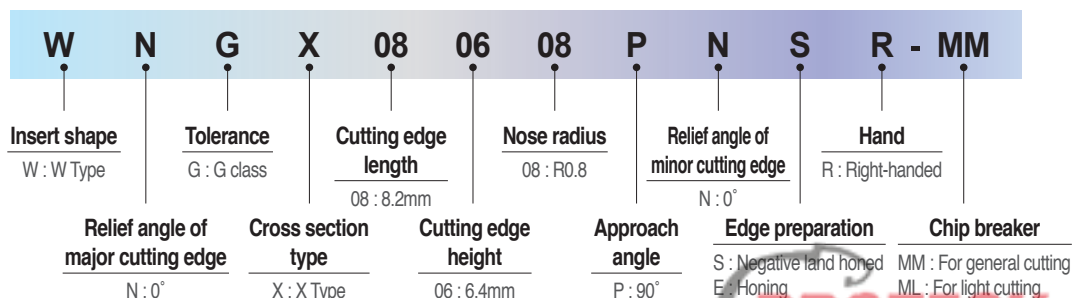 W N G X 08 06 08 P N S R - MM
Insert shape
W : W Type
Tolerance
G : G class
Cutting edge
length
08 : 8.2mm
Nose radius
08 : R0.8
Relief angle of
minor cutting edge
N : 0°
Hand
R : Right-handed
Relief angle of
major cutting edge
N : 0°
Cross section
type
X : X Type
Cutting edge
height
06 : 6.4mm
Approach
angle
P : 90°
Edge preparation
S : Negative land honed
E : Honing
Chip breaker
MM : For general cutting
ML : For light cutting